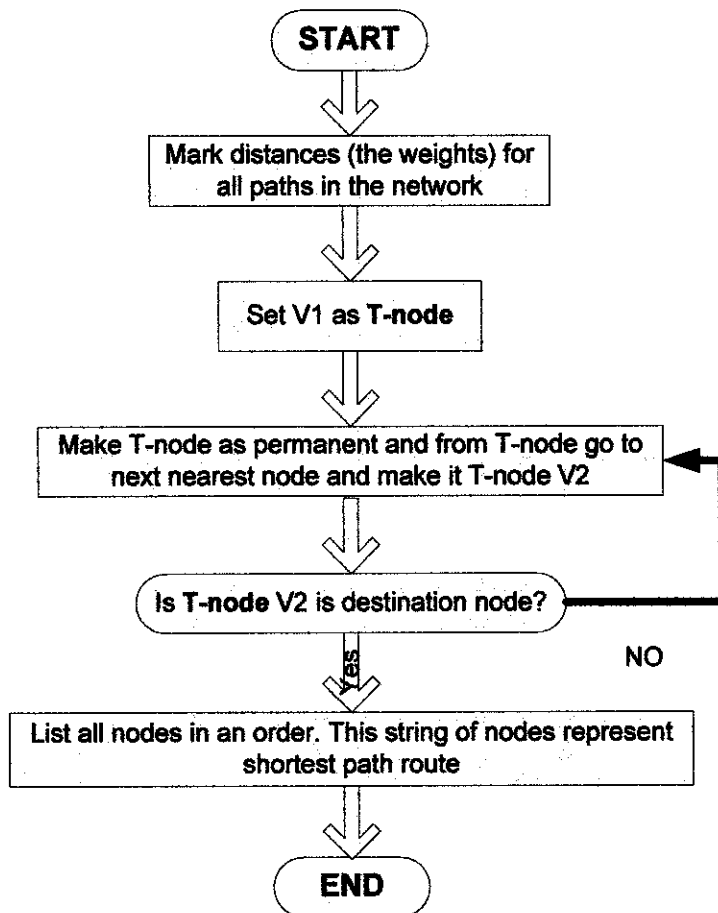 START
Mark distances (the weights) for
all paths in the network
Set V1 as T-node
Make T-node as permanent and from T-node go to
next nearest node and make it T-node V2
Is T-node V2 is destination node?
NO
Yes
List all nodes in an order. This string of nodes represent
shortest path route
END